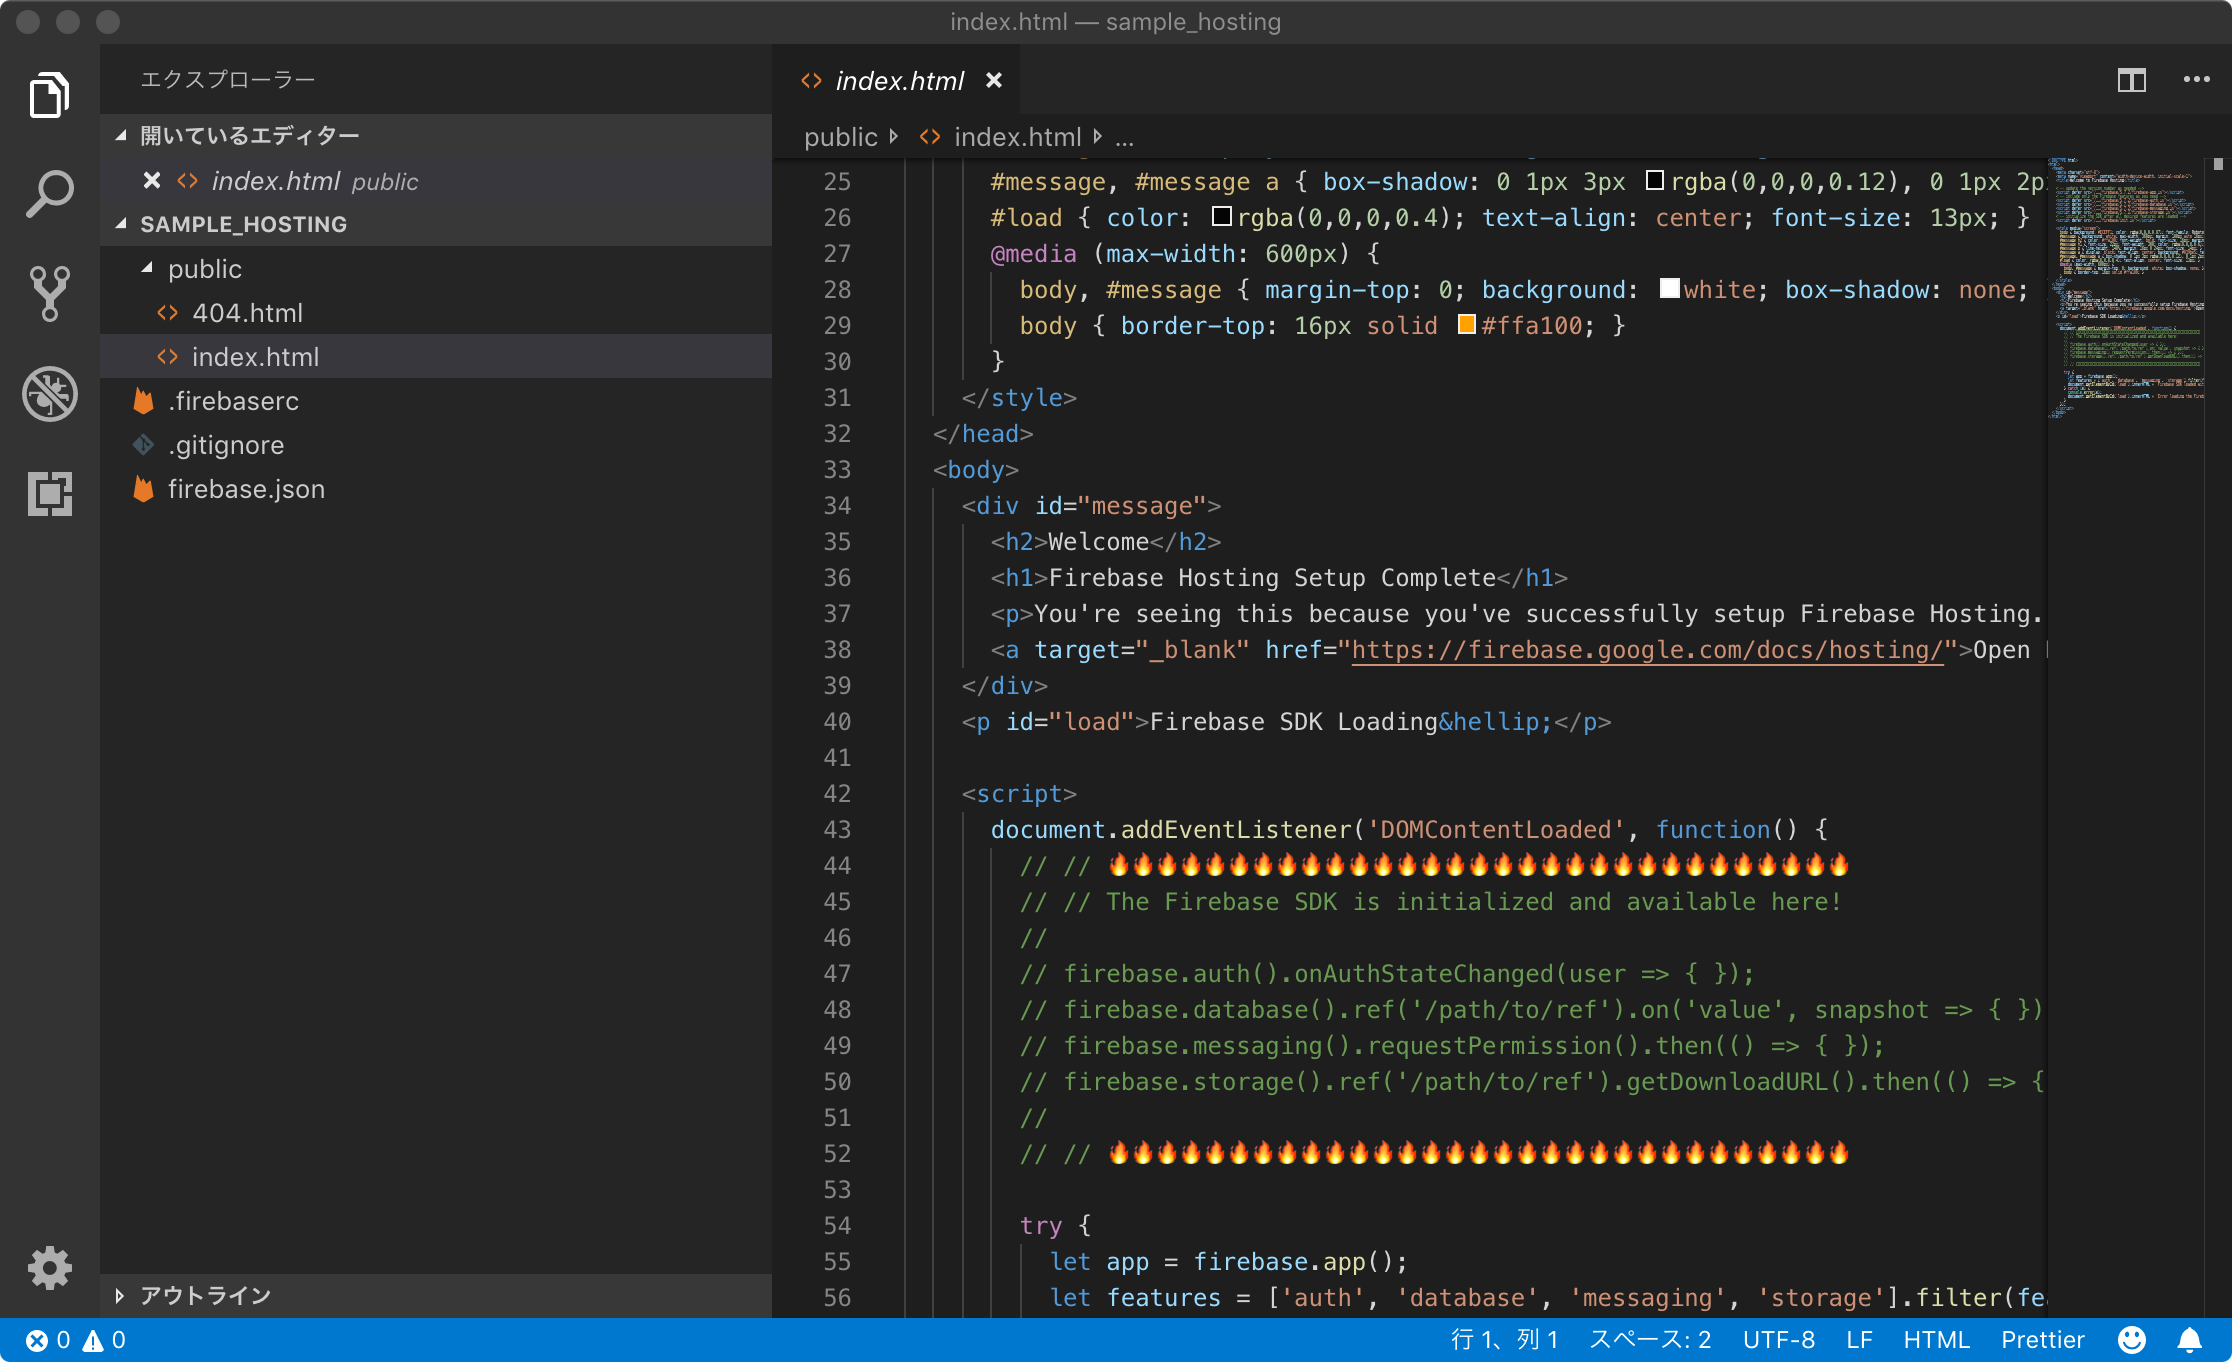 index.html — sample_hosting
エクスプローラー
開いているエディター
index.html public
SAMPLE_HOSTING
public
404.html
index.html
.firebaserc
.gitignore
firebase.json
アウトライン
index.html
public index.html ...
25 #message, #message a { box-shadow: 0 1px 3px rgba(0,0,0,0.12), 0 1px 2p
26 #load { color: rgba(0,0,0,0.4); text-align: center; font-size: 13px; }
27 @media (max-width: 600px) {
28 body, #message { margin-top: 0; background: white; box-shadow: none;
29 body { border-top: 16px solid #ffa100; }
30 }
31 </style>
32 </head>
33 <body>
34 <div id="message">
35 <h2>Welcome</h2>
36 <h1>Firebase Hosting Setup Complete</h1>
37 <p>You're seeing this because you've successfully setup Firebase Hosting.
38 <a target="_blank" href="https://firebase.google.com/docs/hosting/">Open
39 </div>
40 <p id="load">Firebase SDK Loading&hellip;</p>
41
42 <script>
43 document.addEventListener('DOMContentLoaded', function() {
44 // // 🔥🔥🔥🔥🔥🔥🔥🔥🔥🔥🔥🔥🔥🔥🔥🔥🔥🔥🔥🔥🔥🔥🔥🔥🔥🔥🔥🔥🔥🔥🔥
45 // // The Firebase SDK is initialized and available here!
46 //
47 // firebase.auth().onAuthStateChanged(user => { });
48 // firebase.database().ref('/path/to/ref').on('value', snapshot => { })
49 // firebase.messaging().requestPermission().then(() => { });
50 // firebase.storage().ref('/path/to/ref').getDownloadURL().then(() => {
51 //
52 // // 🔥🔥🔥🔥🔥🔥🔥🔥🔥🔥🔥🔥🔥🔥🔥🔥🔥🔥🔥🔥🔥🔥🔥🔥🔥🔥🔥🔥🔥🔥🔥
53
54 try {
55 let app = firebase.app();
56 let features = ['auth', 'database', 'messaging', 'storage'].filter(fe
0 0 行 1、列 1 スペース: 2 UTF-8 LF HTML Prettier